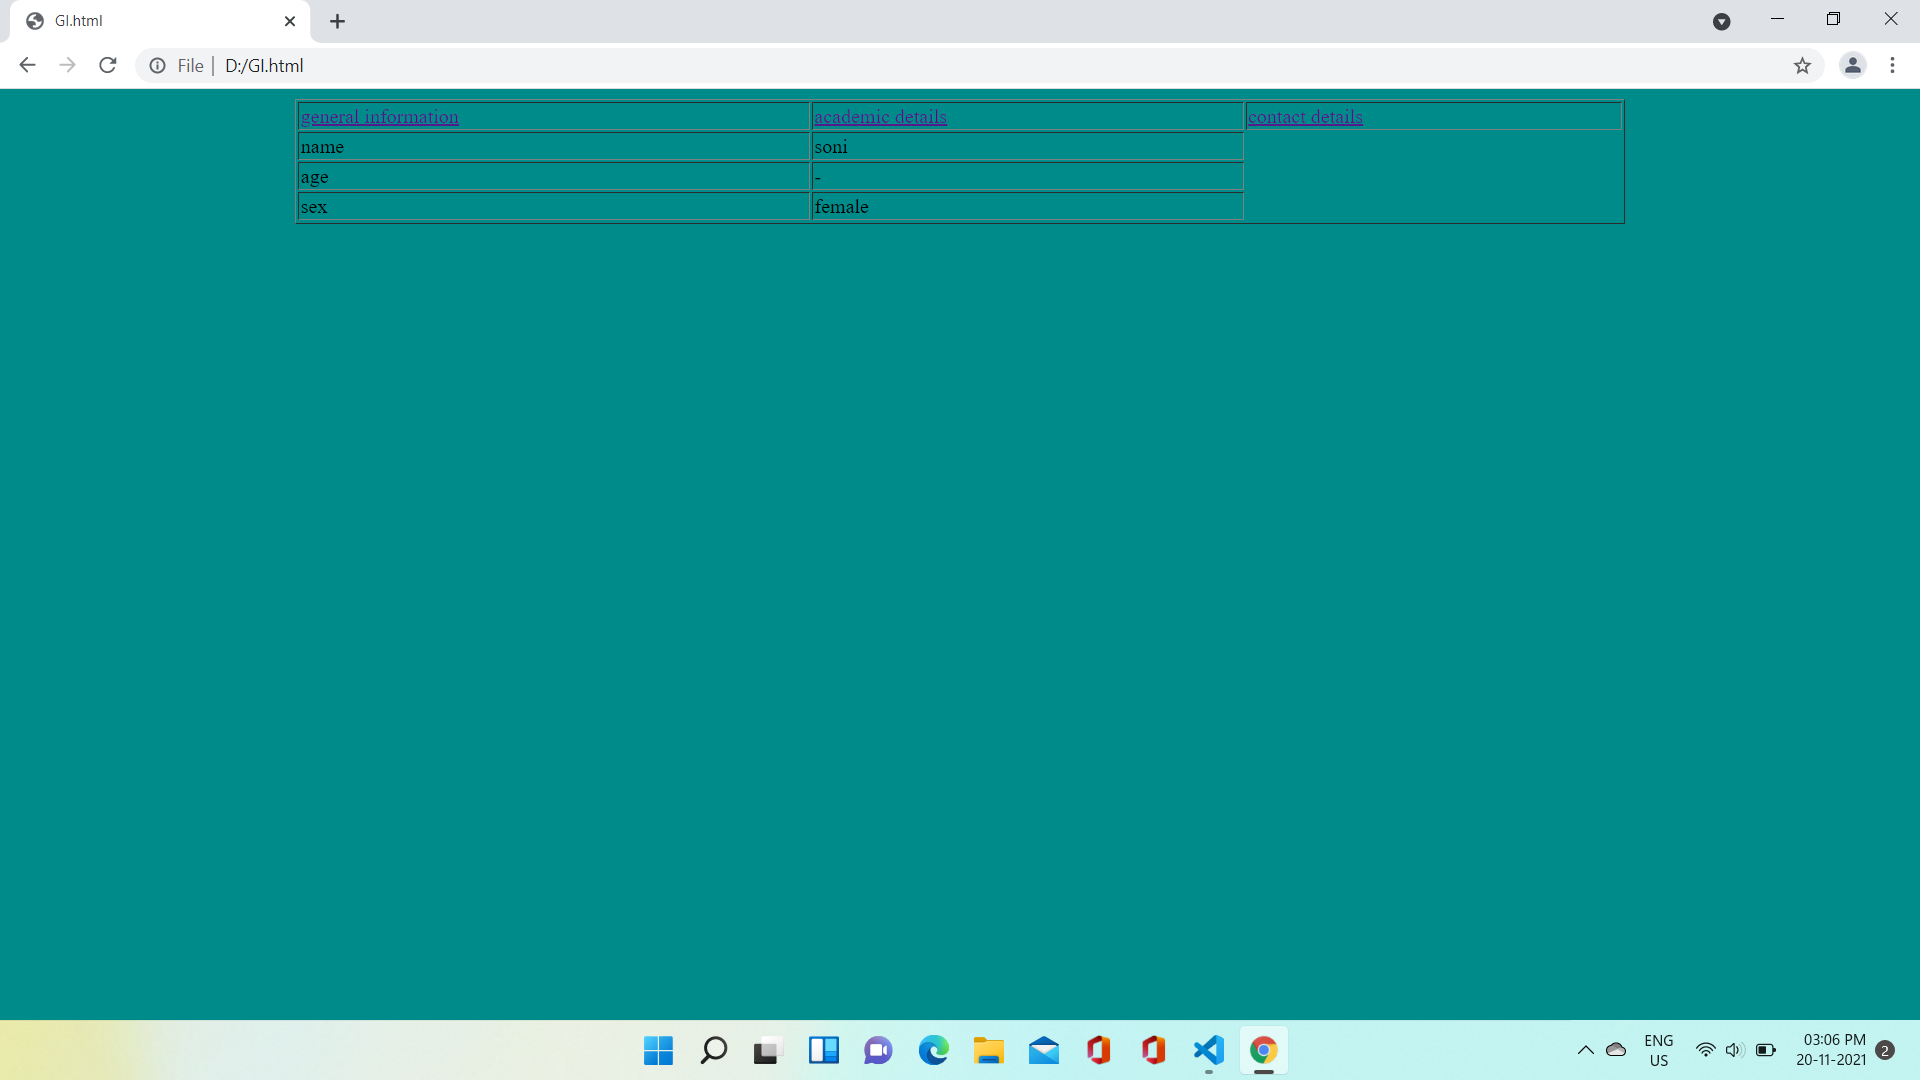 GI.html
File D:/GI.html
general information academic details contact details
name soni
age -
sex female
ENG
US
03:06 PM
20-11-2021
2